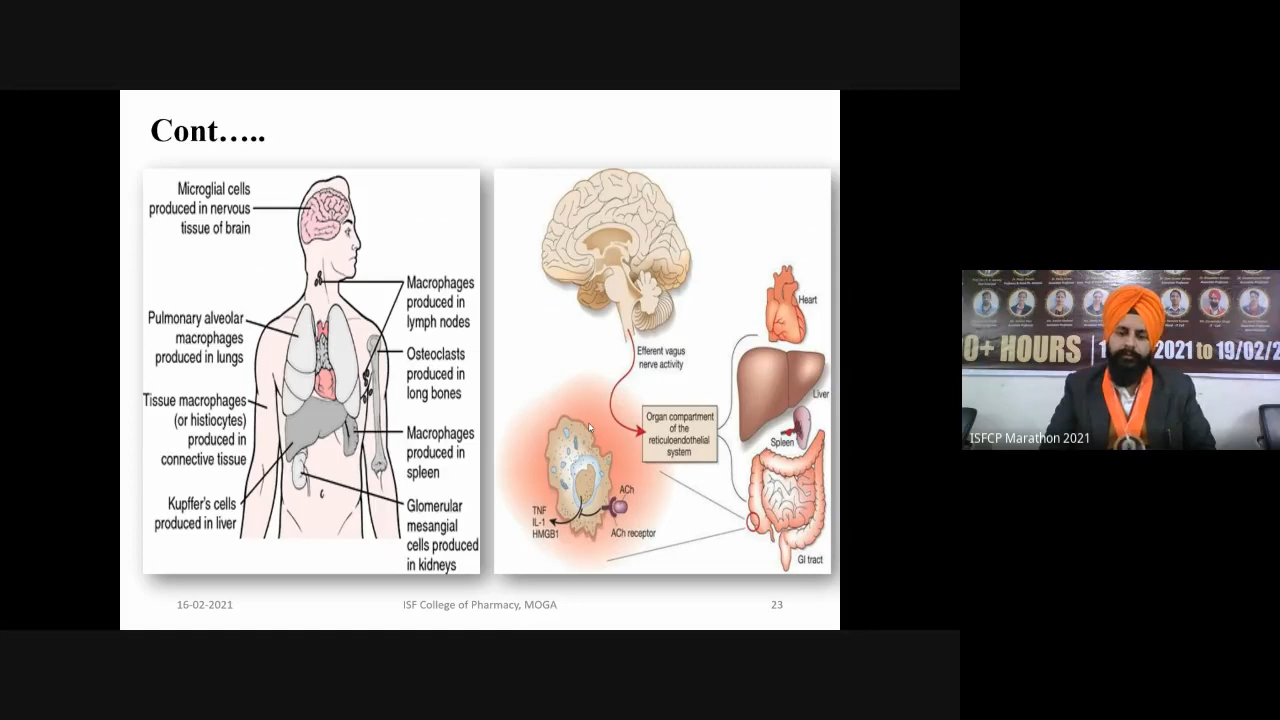 Cont…..
Microglial cells
produced in nervous
tissue of brain
Pulmonary alveolar
macrophages
produced in lungs
Tissue macrophages
(or histiocytes)
produced in
connective tissue
Kupffer's cells
produced in liver
Macrophages
produced in
lymph nodes
Osteoclasts
produced in
long bones
Macrophages
produced in
spleen
Glomerular
mesangial
cells produced
in kidneys
c
Efferent vagus
nerve activity
Organ compartment
of the
reticuloendothelial
system
Heart
Liver
Spleen
GI tract
ACh
ACh receptor
TNF
IL-1
HMGB1
16-02-2021
ISF College of Pharmacy, MOGA
23
0+ HOURS
2021 to 19/02/2
ISFCP Marathon 2021